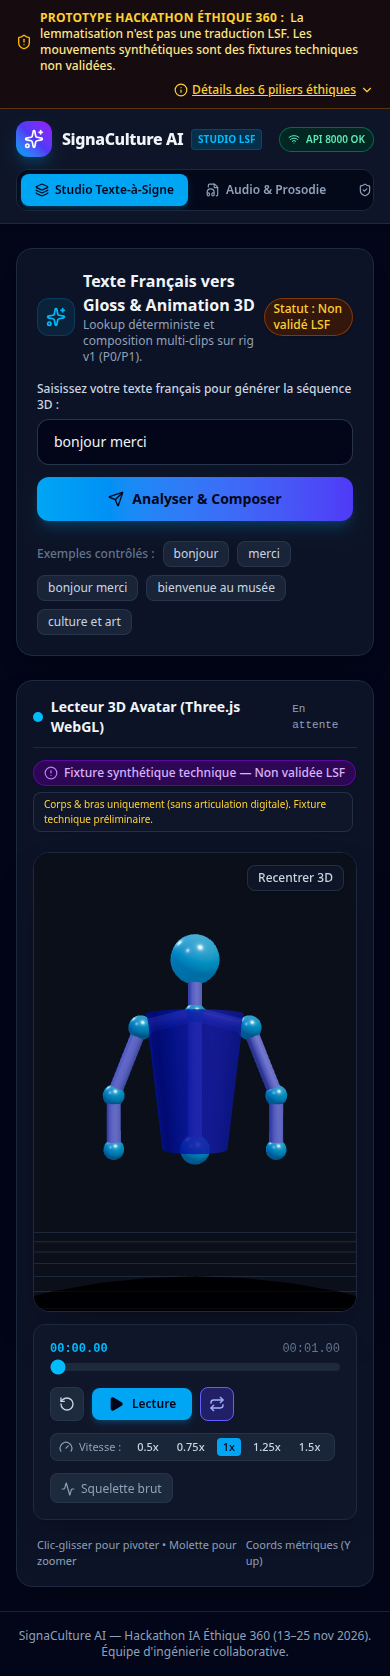 PROTOTYPE HACKATHON ÉTHIQUE 360 : La
lemmatisation n'est pas une traduction LSF. Les
mouvements synthétiques sont des fixtures techniques
non validées.
Détails des 6 piliers éthiques
SignaCulture AI STUDIO LSF API 8000 OK
Studio Texte-à-Signe Audio & Prosodie
Texte Français vers
Gloss & Animation 3D
Lookup déterministe et
composition multi-clips sur rig
v1 (P0/P1).
Statut : Non
validé LSF
Saisissez votre texte français pour générer la séquence
3D :
bonjour merci
Analyser & Composer
Exemples contrôlés : bonjour merci
bonjour merci bienvenue au musée
culture et art
Lecteur 3D Avatar (Three.js
WebGL)
En
attente
Fixture synthétique technique — Non validée LSF
Corps & bras uniquement (sans articulation digitale). Fixture
technique préliminaire.
Recentrer 3D
00:00.00 00:01.00
Lecture
Vitesse : 0.5x 0.75x 1x 1.25x 1.5x
Squelette brut
Clic-glisser pour pivoter • Molette pour
zoomer
Coords métriques (Y
up)
SignaCulture AI — Hackathon IA Éthique 360 (13–25 nov 2026).
Équipe d'ingénierie collaborative.